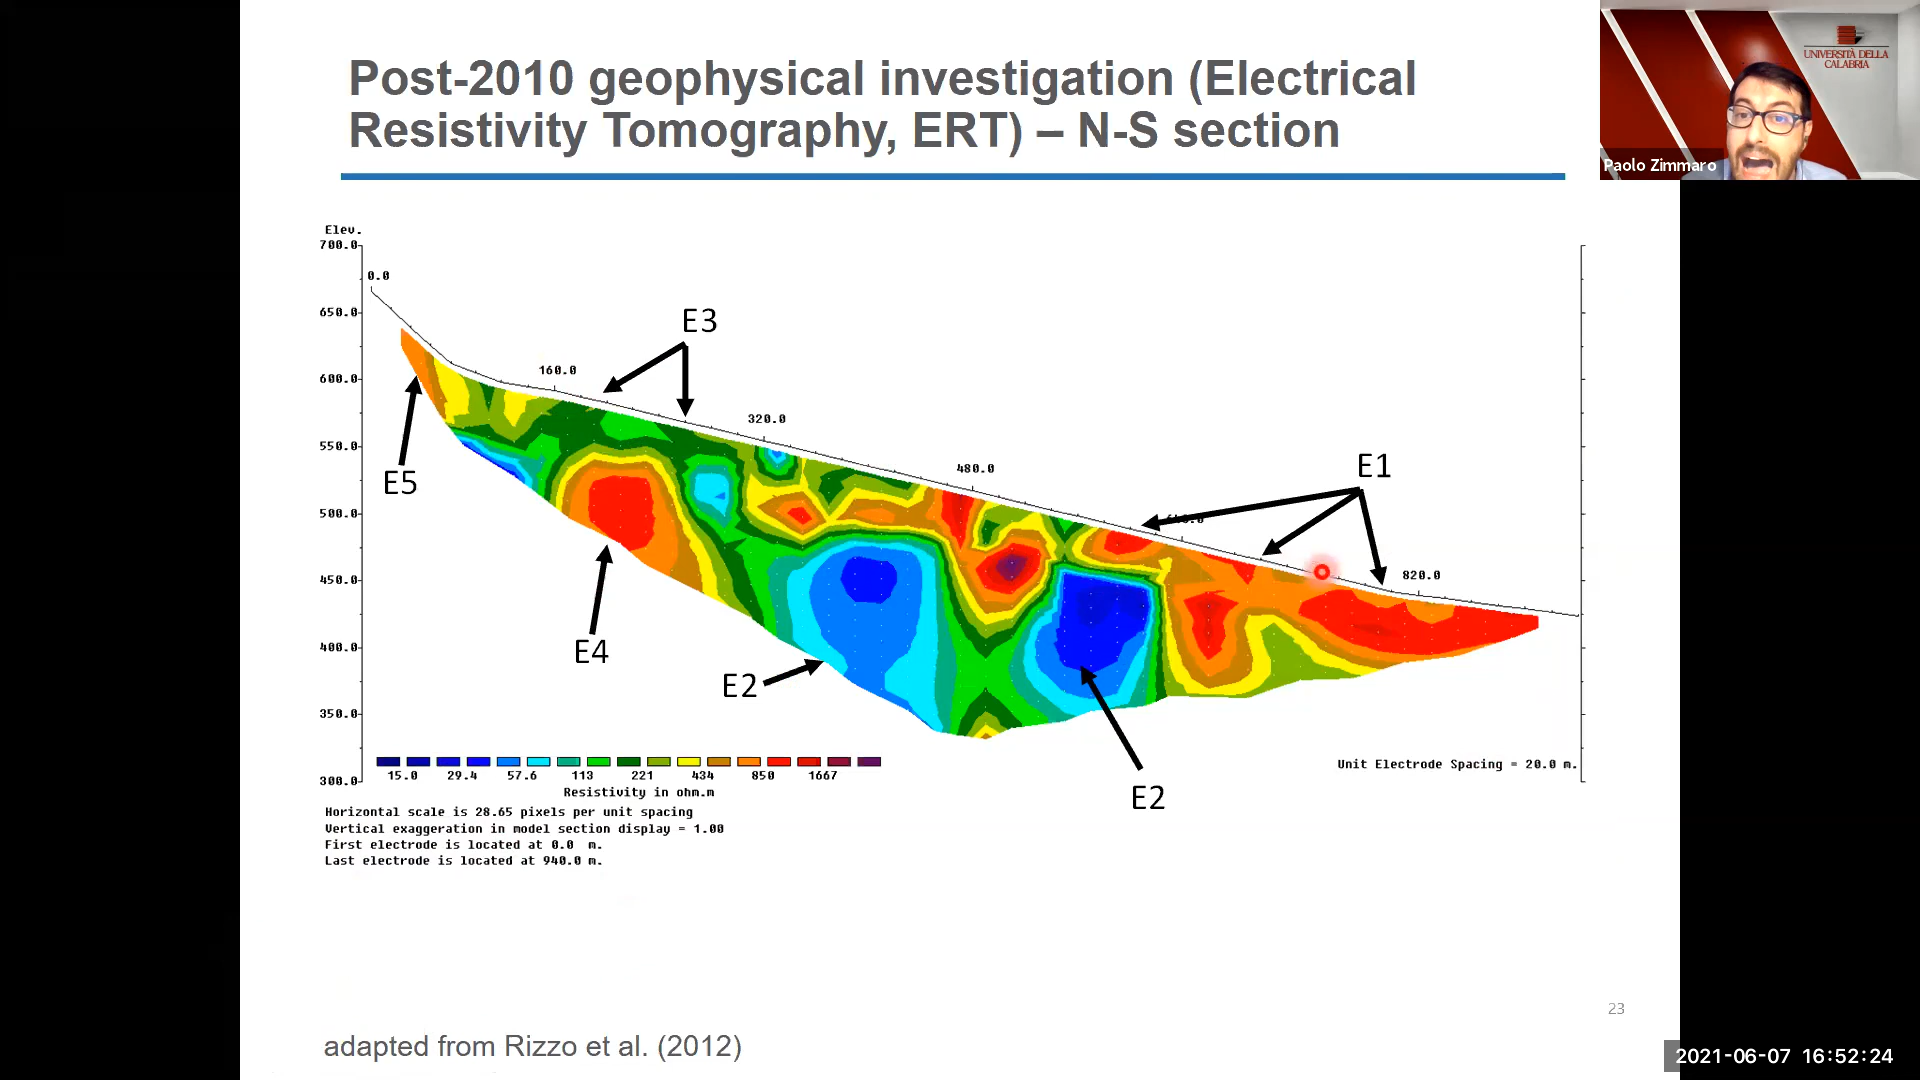 Post-2010 geophysical investigation (Electrical
Resistivity Tomography, ERT) – N-S section
UNIVERSITÀ DELLA
CALABRIA
Paolo Zimmaro
Elev.
700.0
0.0
650.0
E3
160.0
600.0
320.0
550.0
480.0
E1
E5
500.0
450.0
820.0
E4
400.0
E2
350.0
Unit Electrode Spacing = 20.0 m.
15.0 29.4 57.6 113 221 434 850 1667
300.0
Resistivity in ohm.m
E2
Horizontal scale is 28.65 pixels per unit spacing
Vertical exaggeration in model section display = 1.00
First electrode is located at 0.0 m.
Last electrode is located at 940.0 m.
23
adapted from Rizzo et al. (2012)
2021-06-07 16:52:24